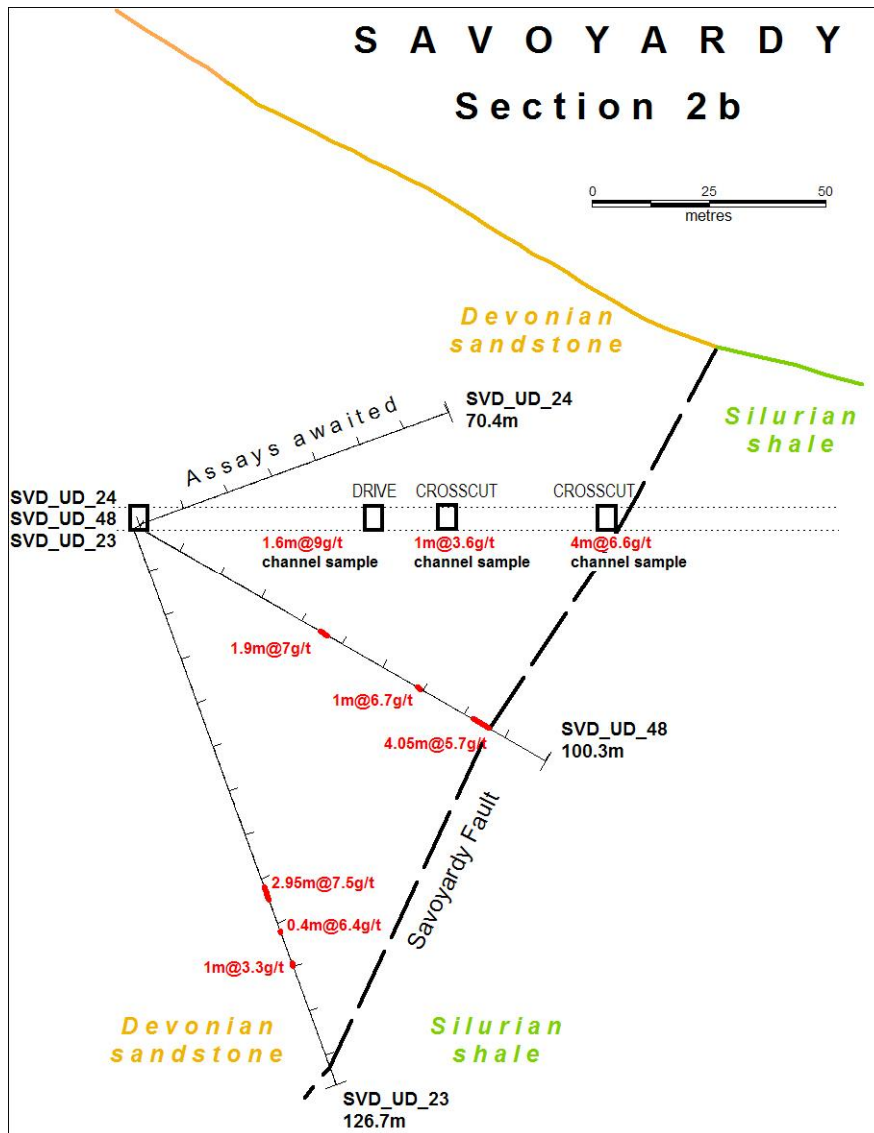 S A V O Y A R D Y
Section 2b
0 25 50
metres
Devonian
sandstone
Silurian
shale
Assays awaited
SVD_UD_24
70.4m
SVD_UD_24
SVD_UD_48
SVD_UD_23
DRIVE
CROSSCUT
CROSSCUT
1.6m@9g/t
channel sample
1m@3.6g/t
channel sample
4m@6.6g/t
channel sample
1.9m@7g/t
1m@6.7g/t
4.05m@5.7g/t
SVD_UD_48
100.3m
Savoyardy Fault
2.95m@7.5g/t
0.4m@6.4g/t
1m@3.3g/t
Devonian
sandstone
Silurian
shale
SVD_UD_23
126.7m